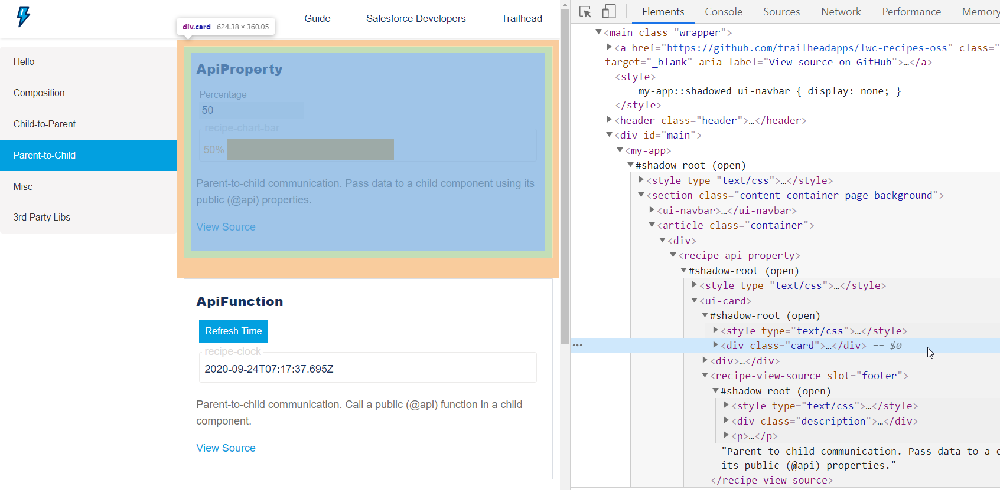 Guide
Salesforce Developers
Trailhead
div.card 624.38 × 360.05
Hello
Composition
Child-to-Parent
Parent-to-Child
Misc
3rd Party Libs
ApiProperty
Percentage
50
recipe-chart-bar
50%
Parent-to-child communication. Pass data to a child component using its
public (@api) properties.
View Source
ApiFunction
Refresh Time
recipe-clock
2020-09-24T07:17:37.695Z
Parent-to-child communication. Call a public (@api) function in a child
component.
View Source
Elements
Console
Sources
Network
Performance
Memory
<main class="wrapper">
<a href="https://github.com/trailheadapps/lwc-recipes-oss" class="
target="_blank" aria-label="View source on GitHub">…</a>
<style>
my-app::shadowed ui-navbar { display: none; }
</style>
<header class="header">…</header>
<div id="main">
<my-app>
#shadow-root (open)
<style type="text/css">…</style>
<section class="content container page-background">
<ui-navbar>…</ui-navbar>
<article class="container">
<div>
<recipe-api-property>
#shadow-root (open)
<style type="text/css">…</style>
<ui-card>
#shadow-root (open)
<style type="text/css">…</style>
<div class="card">…</div> == $0
<div>…</div>
<recipe-view-source slot="footer">
#shadow-root (open)
<style type="text/css">…</style>
<div class="description">…</div>
<p>…</p>
"Parent-to-child communication. Pass data to a c
its public (@api) properties."
</recipe-view-source>